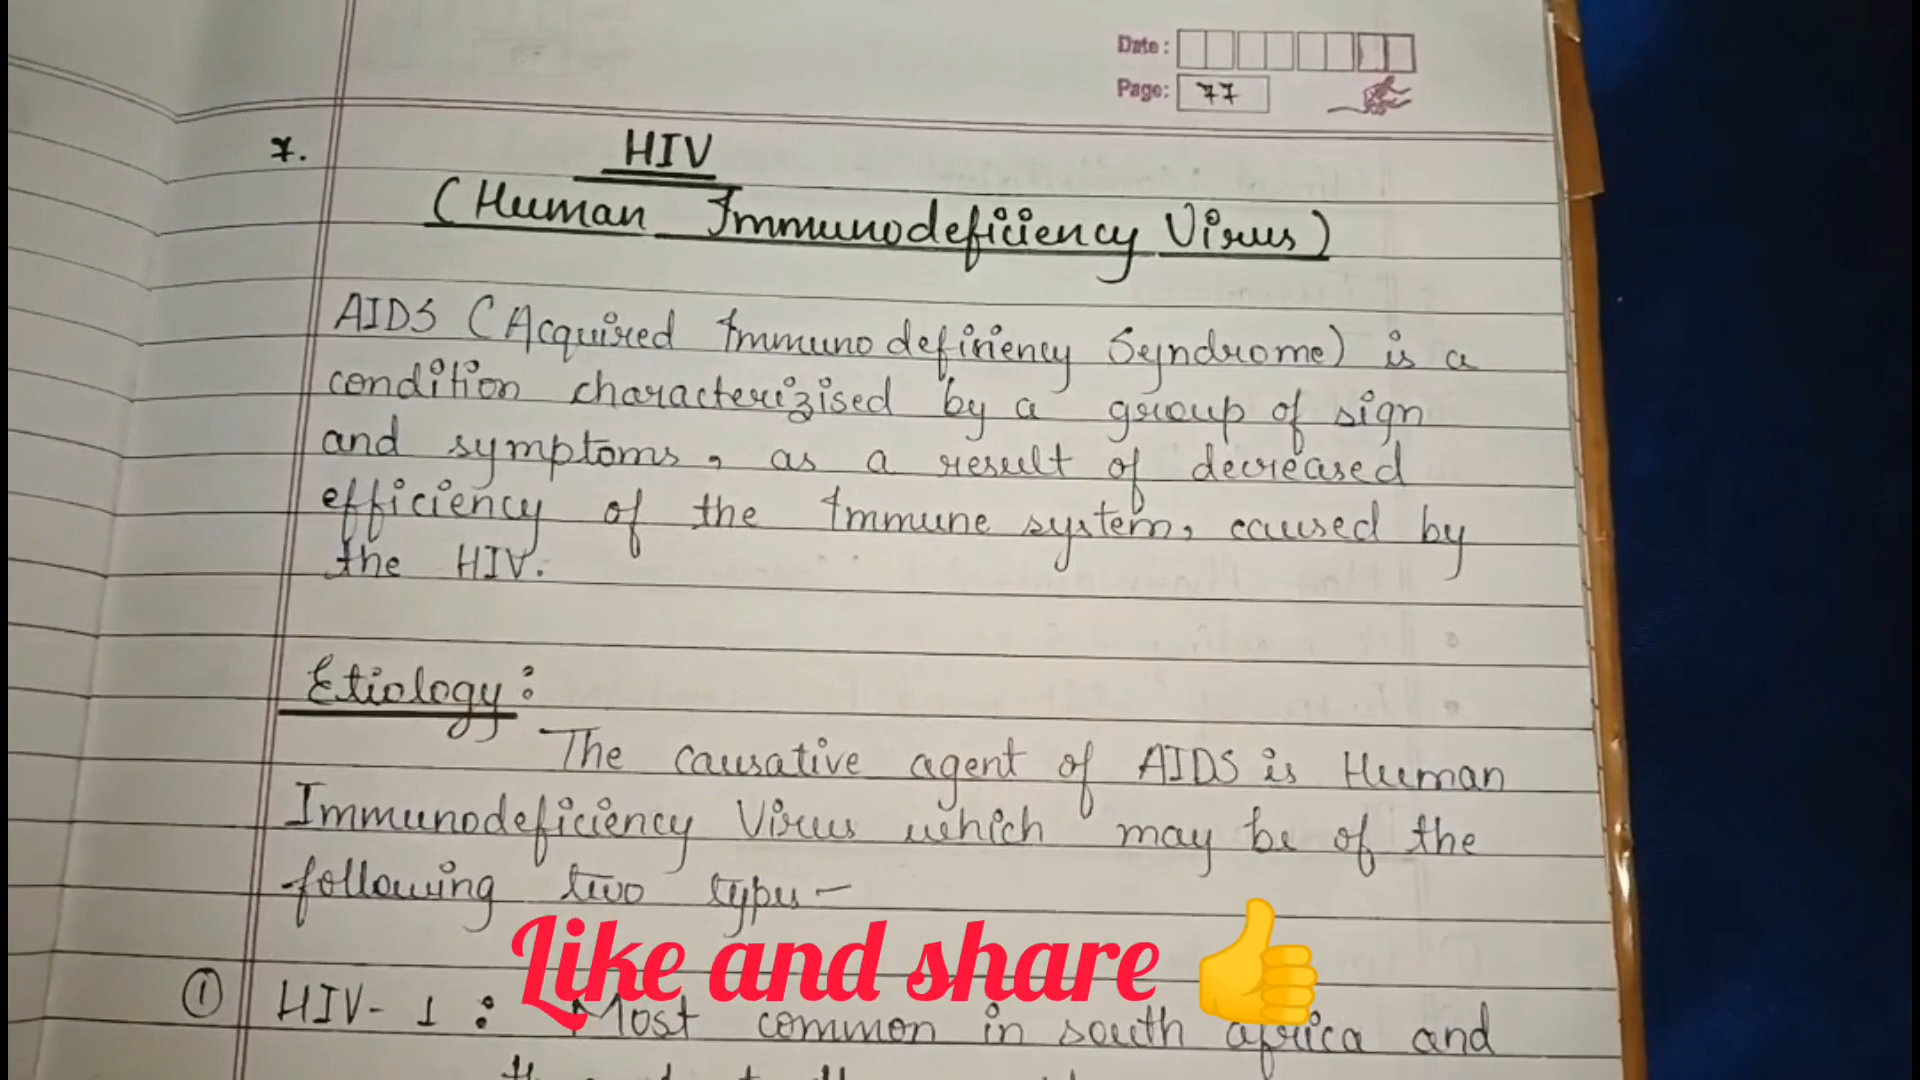 Date:
Page: 77
7. HIV
(Human Immunodeficiency Virus)
AIDS (Acquired Immunodeficiency Syndrome) is a
condition characterizised by a group of sign
and symptoms, as a result of decreased
efficiency of the Immune system, caused by
the HIV.
Etiology:
The causative agent of AIDS is Human
Immunodeficiency Virus which may be of the
following two types-
Like and share 👍
① HIV-1 : Most common in south africa and